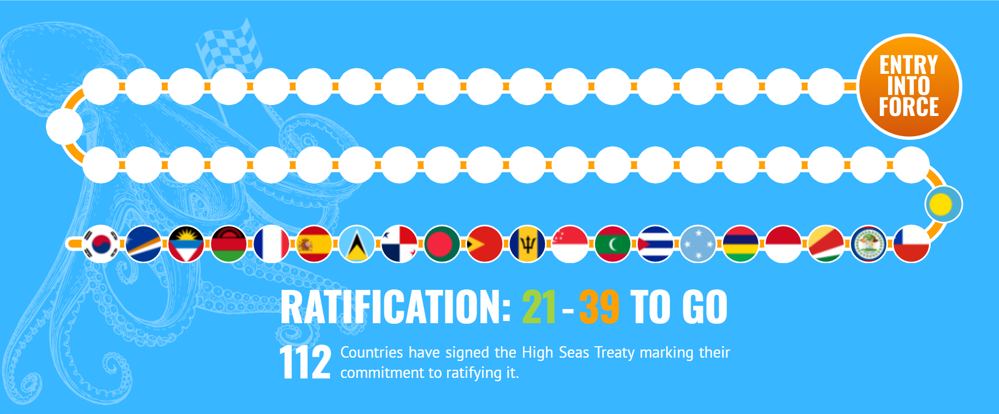 ENTRY
INTO
FORCE
RATIFICATION: 21-39 TO GO
112 Countries have signed the High Seas Treaty marking their
commitment to ratifying it.